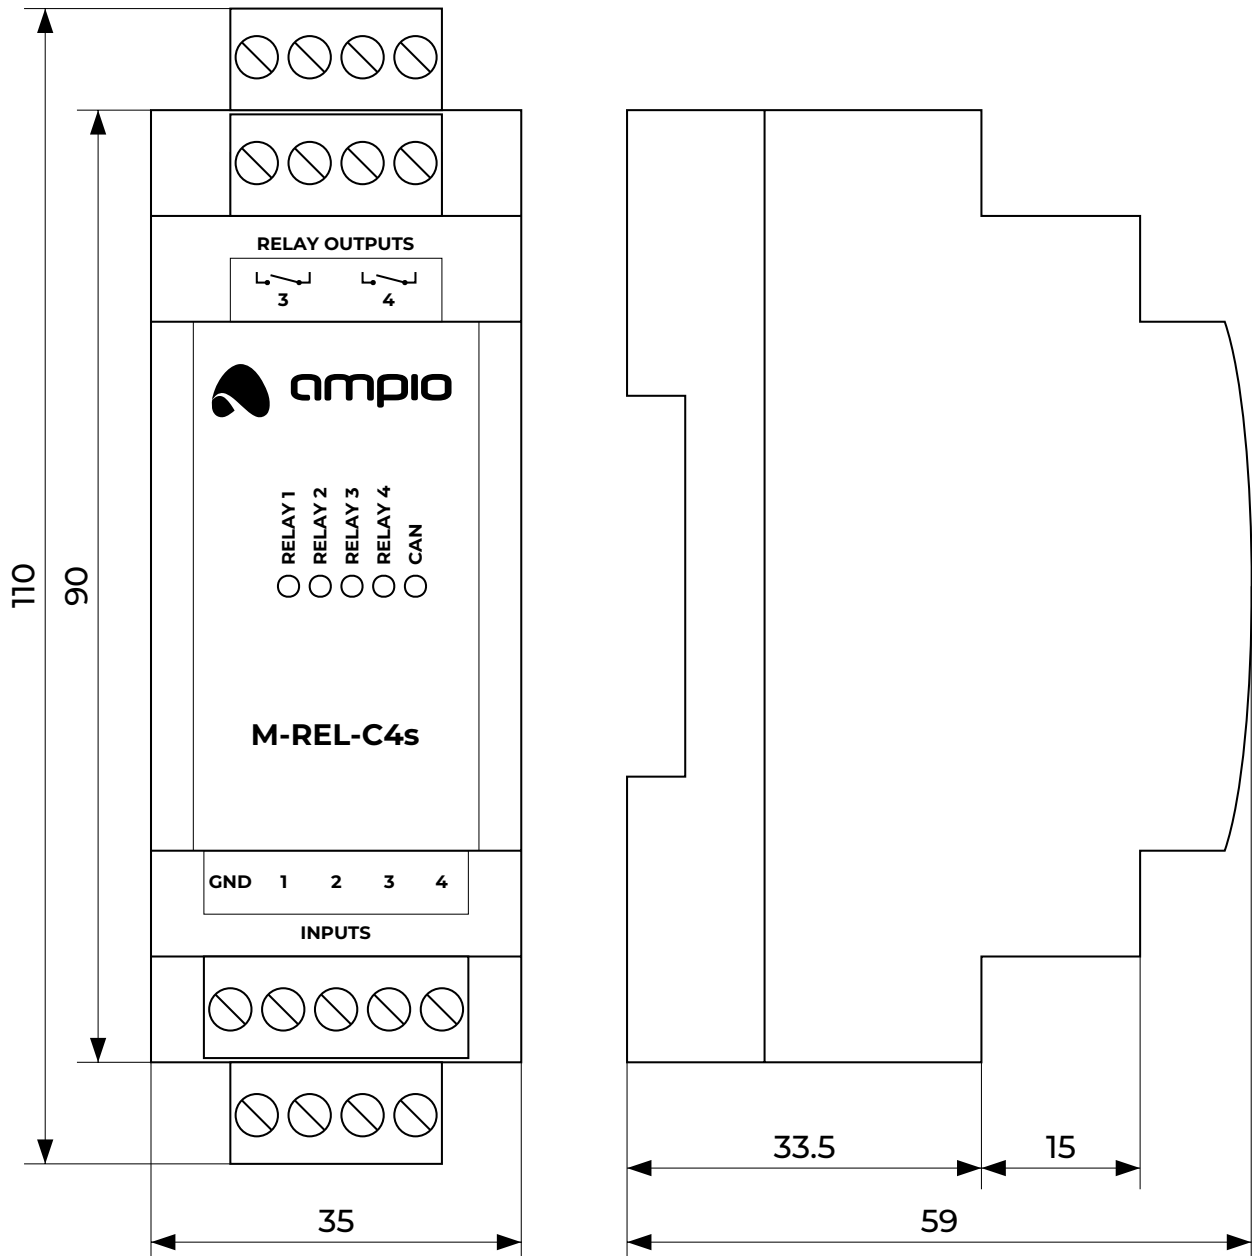 RELAY OUTPUTS
3 4
ampio
RELAY 1
RELAY 2
RELAY 3
RELAY 4
CAN
110
90
M-REL-C4s
GND 1 2 3 4
INPUTS
33.5
15
35
59